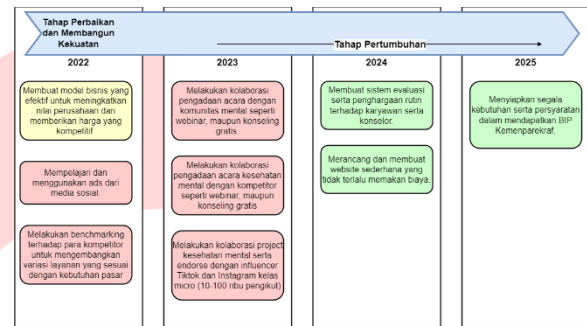 Tahap Perbaikan
dan Membangun
Kekuatan
Tahap Pertumbuhan
2022
2023
2024
2025
Membuat model bisnis yang
efektif untuk meningkatkan
nilai perusahaan dan
memberikan harga yang
kompetitif
Mempelajari dan
menggunakan ads dari
media sosial.
Melakukan benchmarking
terhadap para kompetitor
untuk mengembangkan
variasi layanan yang sesuai
dengan kebutuhan pasar
Melakukan kolaborasi
pengadaan acara dengan
komunitas mental seperti
webinar, maupun konseling
gratis
Melakukan kolaborasi
pengadaan acara kesehatan
mental dengan kompetitor
seperti webinar, maupun
konseling gratis
Melakukan kolaborasi project
kesehatan mental serta
endorse dengan influencer
Tiktok dan Instagram kelas
micro (10-100 ribu pengikut)
Membuat sistem evaluasi
serta penghargaan rutin
terhadap karyawan serta
konselor.
Merancang dan membuat
website sederhana yang
tidak terlalu memakan biaya.
Menyiapkan segala
kebutuhan serta persyaratan
dalam mendapatkan BIP
Kemenparekraf.